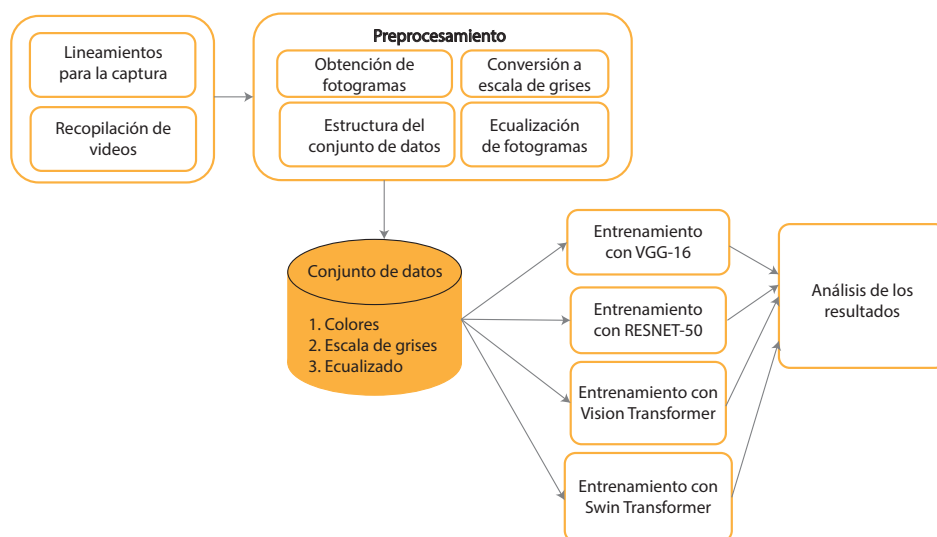 Lineamientos
para la captura
Recopilación de
videos
Preprocesamiento
Obtención de
fotogramas
Conversión a
escala de grises
Estructura del
conjunto de datos
Ecualización
de fotogramas
Conjunto de datos
1. Colores
2. Escala de grises
3. Ecualizado
Entrenamiento
con VGG-16
Entrenamiento
con RESNET-50
Entrenamiento con
Vision Transformer
Entrenamiento con
Swin Transformer
Análisis de los
resultados